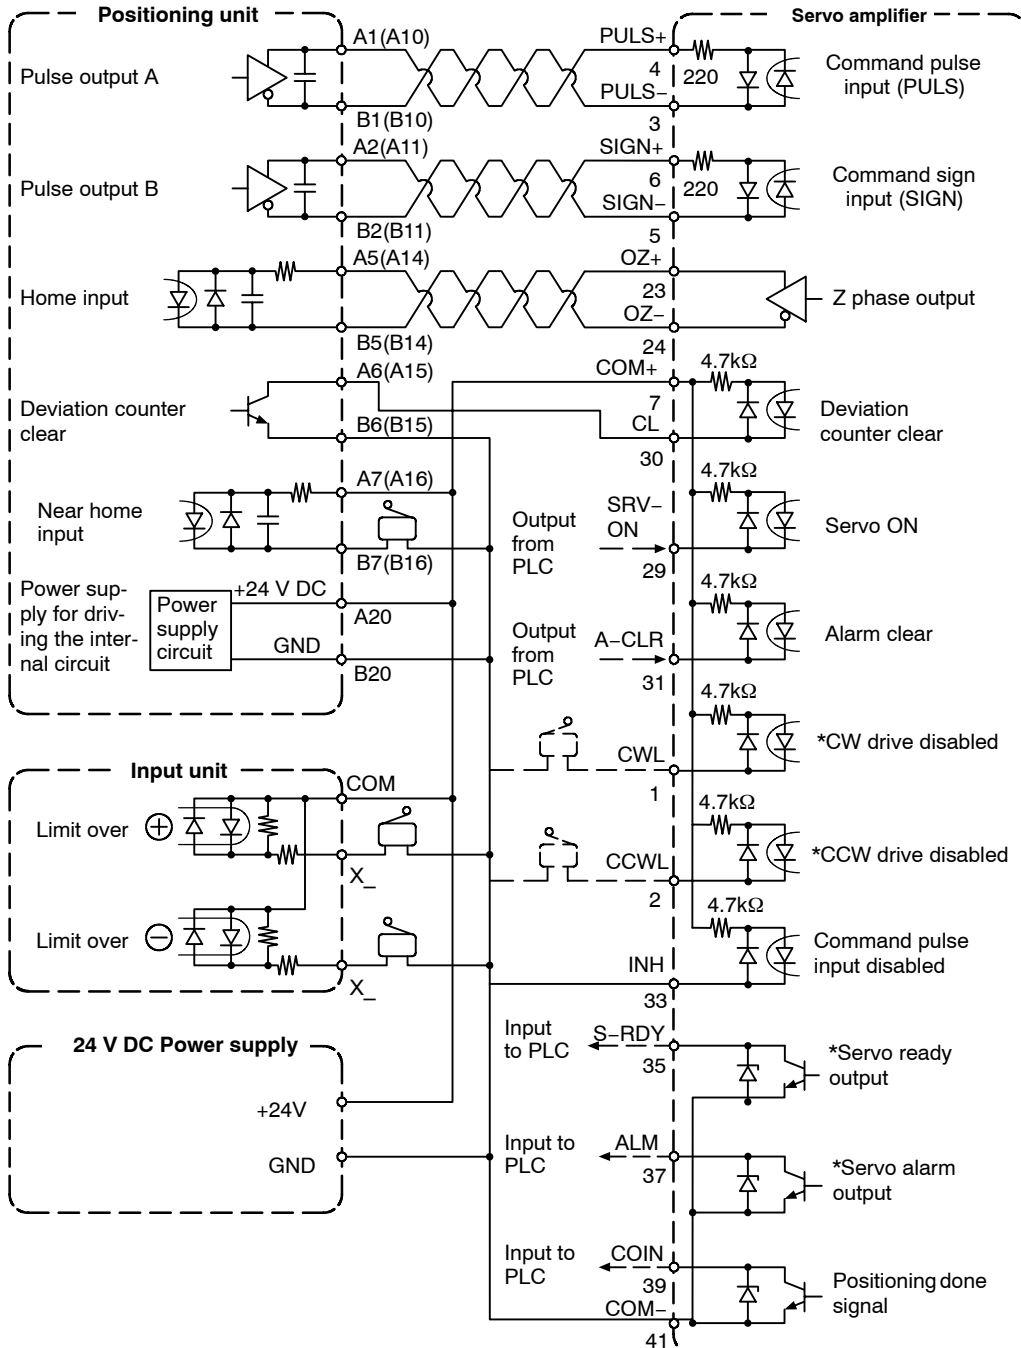 Positioning unit
Servo amplifier
A1(A10)
PULS+
Pulse output A
4
220
PULS−
Command pulse
input (PULS)
B1(B10)
3
A2(A11)
SIGN+
Pulse output B
6
220
SIGN−
Command sign
input (SIGN)
B2(B11)
5
A5(A14)
OZ+
Home input
23
OZ−
Z phase output
B5(B14)
24
A6(A15)
COM+
4.7kΩ
Deviation counter
clear
7
CL
Deviation
counter clear
B6(B15)
30
A7(A16)
4.7kΩ
Near home
input
Output
from
PLC
SRV−
ON
Servo ON
B7(B16)
29
Power sup-
ply for driv-
ing the inter-
nal circuit
Power
supply
circuit
+24 V DC
A20
4.7kΩ
GND
Output
from
PLC
A−CLR
Alarm clear
B20
31
4.7kΩ
CWL
*CW drive disabled
1
Input unit
COM
4.7kΩ
Limit over
+
CCWL
*CCW drive disabled
X_
2
4.7kΩ
Limit over
−
INH
Command pulse
input disabled
X_
33
24 V DC Power supply
Input
to PLC
S−RDY
35
*Servo ready
output
+24V
GND
Input to
PLC
ALM
37
*Servo alarm
output
Input to
PLC
COIN
39
Positioning done
signal
COM−
41